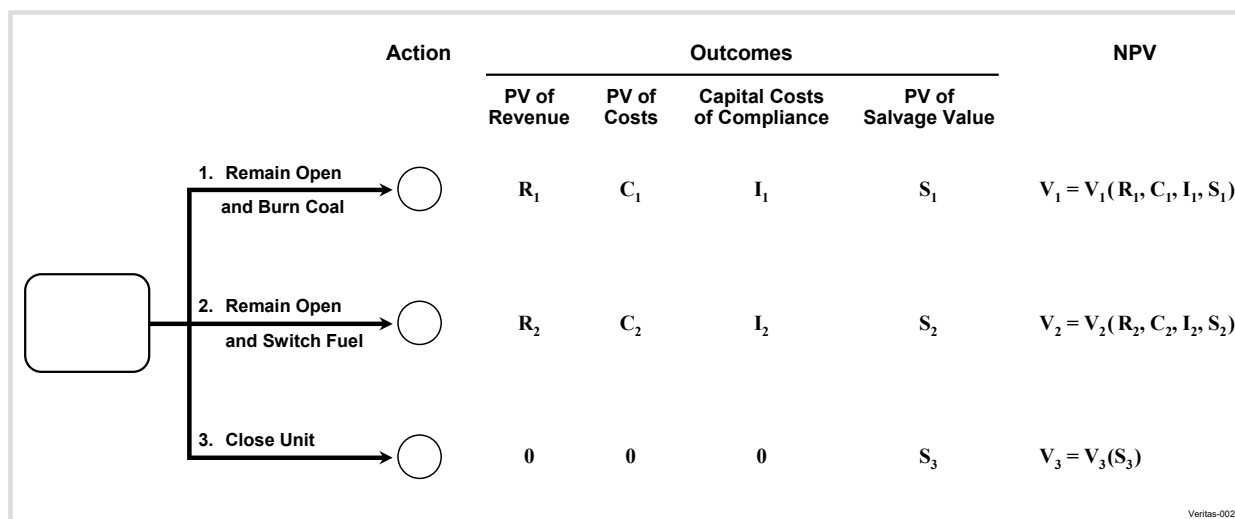 Action Outcomes NPV
PV of Revenue PV of Costs Capital Costs of Compliance PV of Salvage Value
1. Remain Open and Burn Coal R₁ C₁ I₁ S₁ V₁ = V₁( R₁, C₁, I₁, S₁)
2. Remain Open and Switch Fuel R₂ C₂ I₂ S₂ V₂ = V₂( R₂, C₂, I₂, S₂)
3. Close Unit 0 0 0 S₃ V₃ = V₃(S₃)
Veritas-002